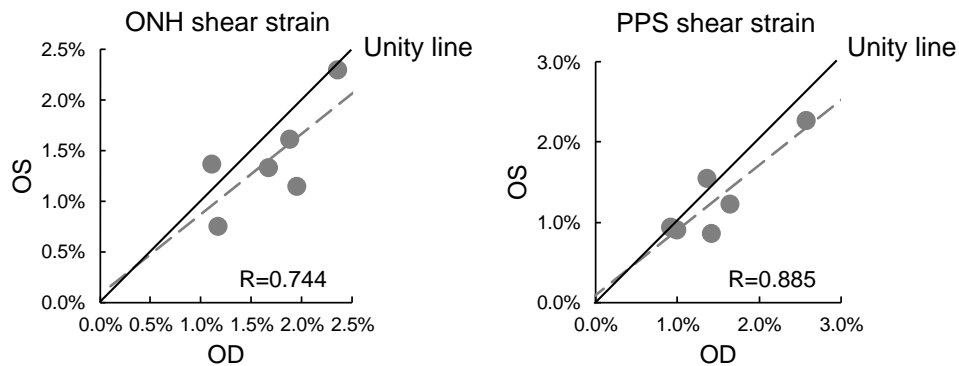 ONH shear strain
Unity line
2.5%
2.0%
1.5%
1.0%
0.5%
0.0%
OS
R=0.744
0.0% 0.5% 1.0% 1.5% 2.0% 2.5%
OD
PPS shear strain
Unity line
3.0%
2.0%
1.0%
0.0%
OS
R=0.885
0.0% 1.0% 2.0% 3.0%
OD